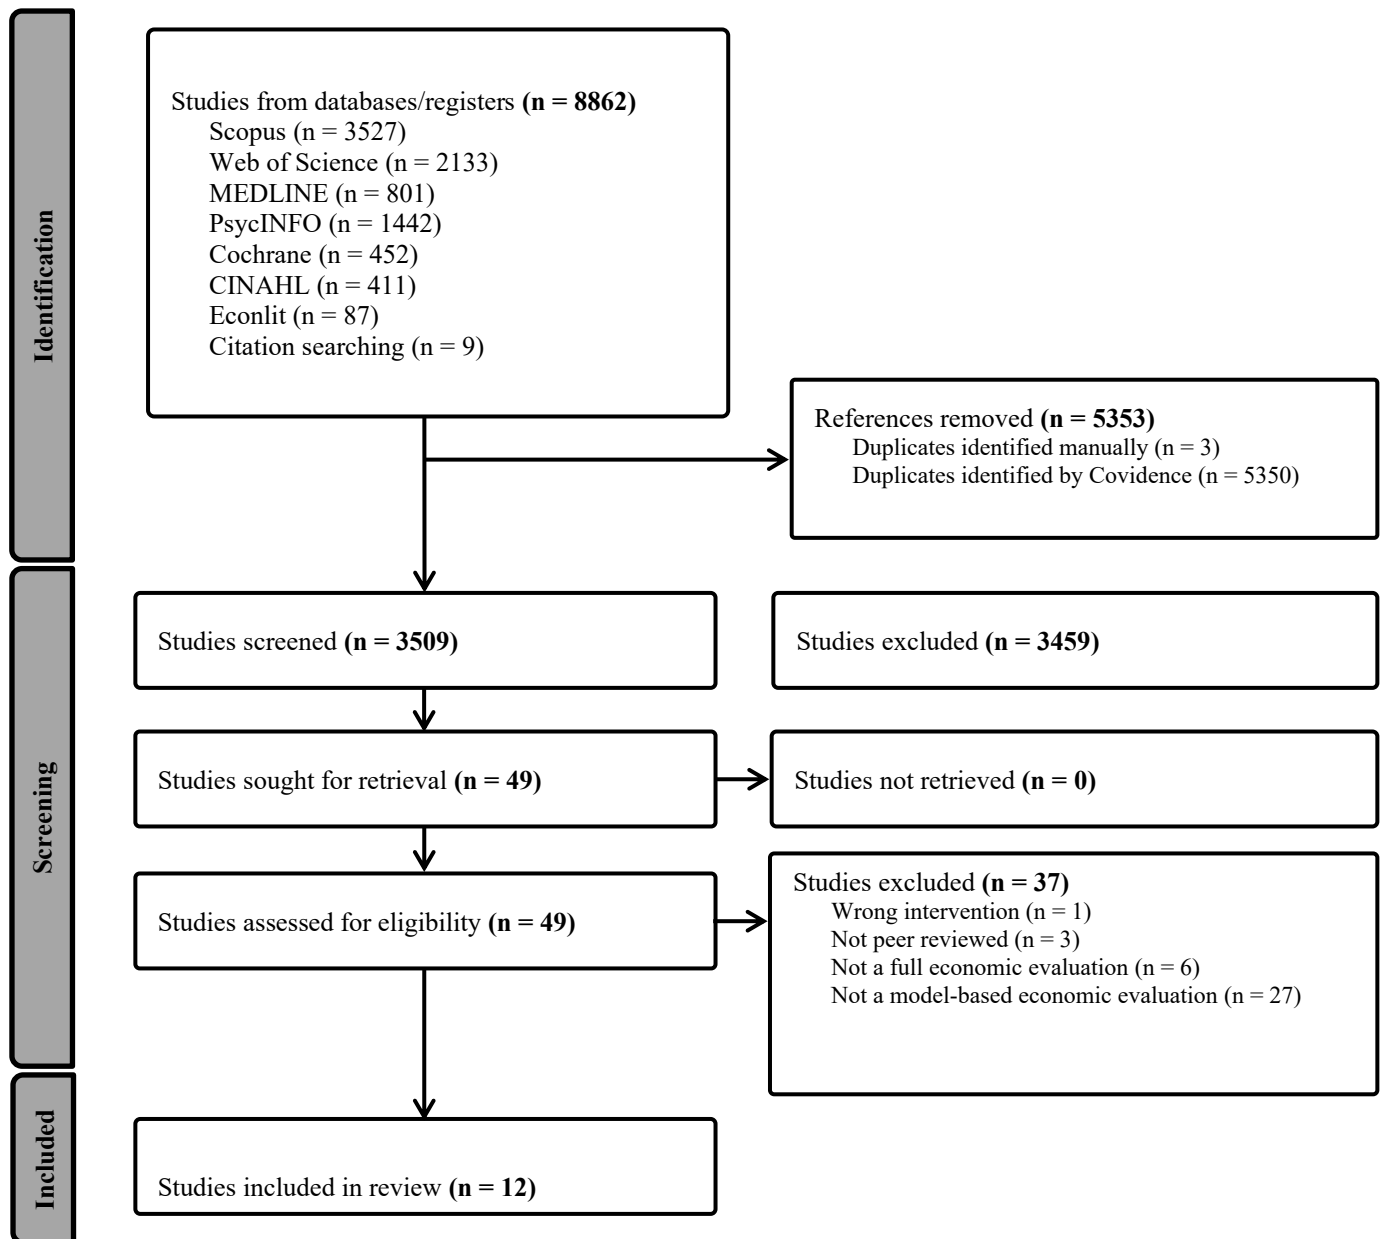 Identification
Studies from databases/registers (n = 8862)
Scopus (n = 3527)
Web of Science (n = 2133)
MEDLINE (n = 801)
PsycINFO (n = 1442)
Cochrane (n = 452)
CINAHL (n = 411)
Econlit (n = 87)
Citation searching (n = 9)
References removed (n = 5353)
Duplicates identified manually (n = 3)
Duplicates identified by Covidence (n = 5350)
Screening
Studies screened (n = 3509)
Studies excluded (n = 3459)
Studies sought for retrieval (n = 49)
Studies not retrieved (n = 0)
Studies assessed for eligibility (n = 49)
Studies excluded (n = 37)
Wrong intervention (n = 1)
Not peer reviewed (n = 3)
Not a full economic evaluation (n = 6)
Not a model-based economic evaluation (n = 27)
Included
Studies included in review (n = 12)